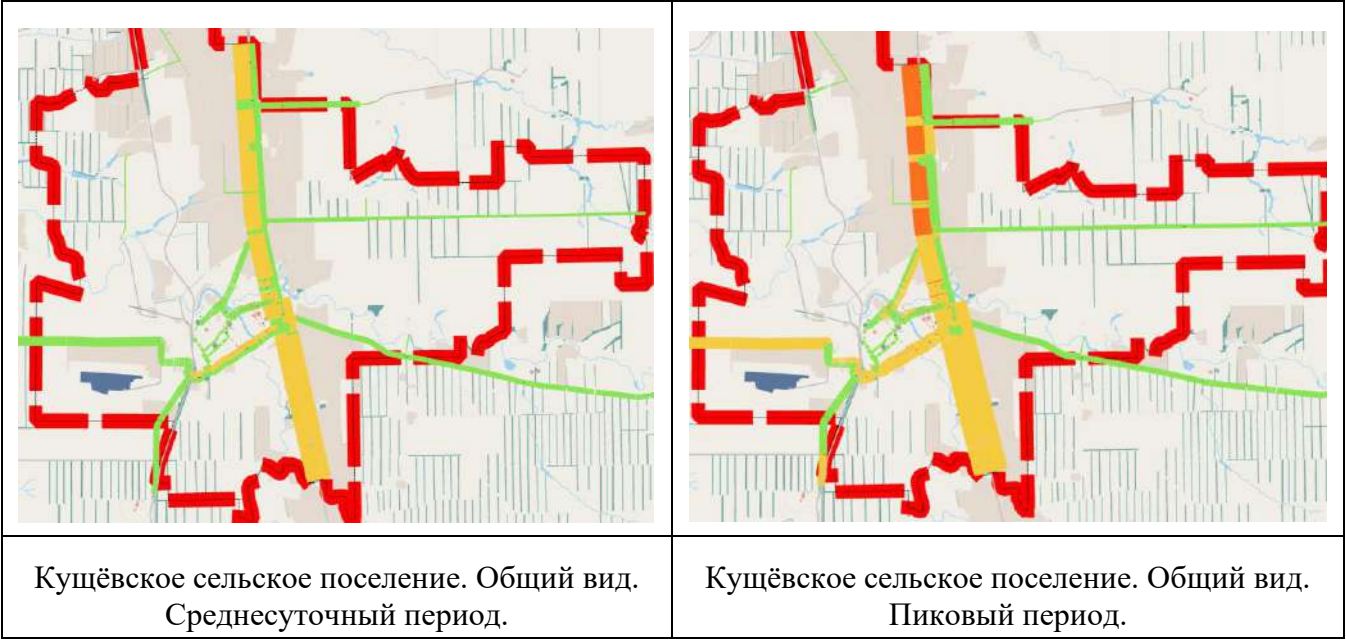 Кущёвское сельское поселение. Общий вид.
Среднесуточный период.
Кущёвское сельское поселение. Общий вид.
Пиковый период.